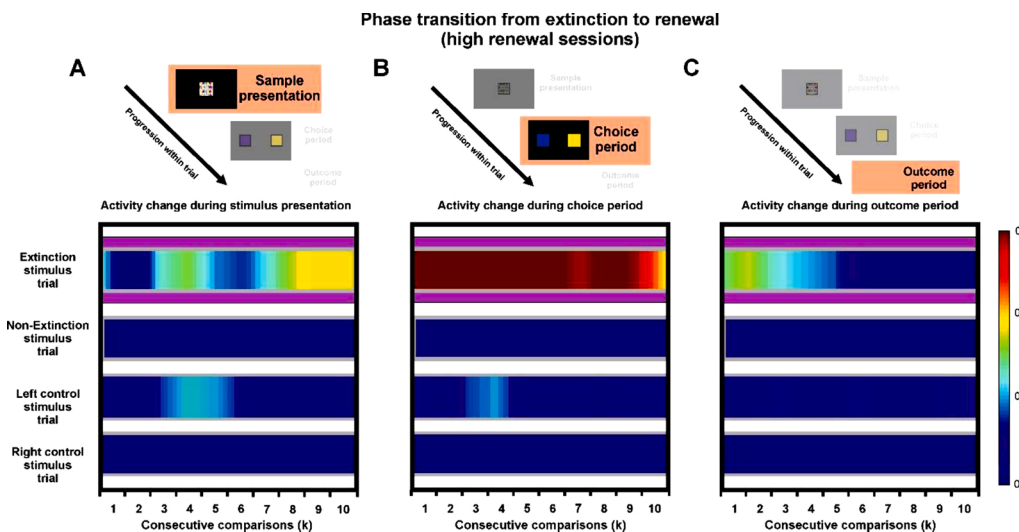 Phase transition from extinction to renewal
(high renewal sessions)
A
Sample
presentation
Choice
period
Outcome
period
Progression within trial
Activity change during stimulus presentation
B
Sample
presentation
Choice
period
Outcome
period
Progression within trial
Activity change during choice period
C
Sample
presentation
Choice
period
Outcome
period
Progression within trial
Activity change during outcome period
Extinction
stimulus
trial
Non-Extinction
stimulus
trial
Left control
stimulus
trial
Right control
stimulus
trial
1 2 3 4 5 6 7 8 9 10
Consecutive comparisons (k)
1 2 3 4 5 6 7 8 9 10
Consecutive comparisons (k)
1 2 3 4 5 6 7 8 9 10
Consecutive comparisons (k)